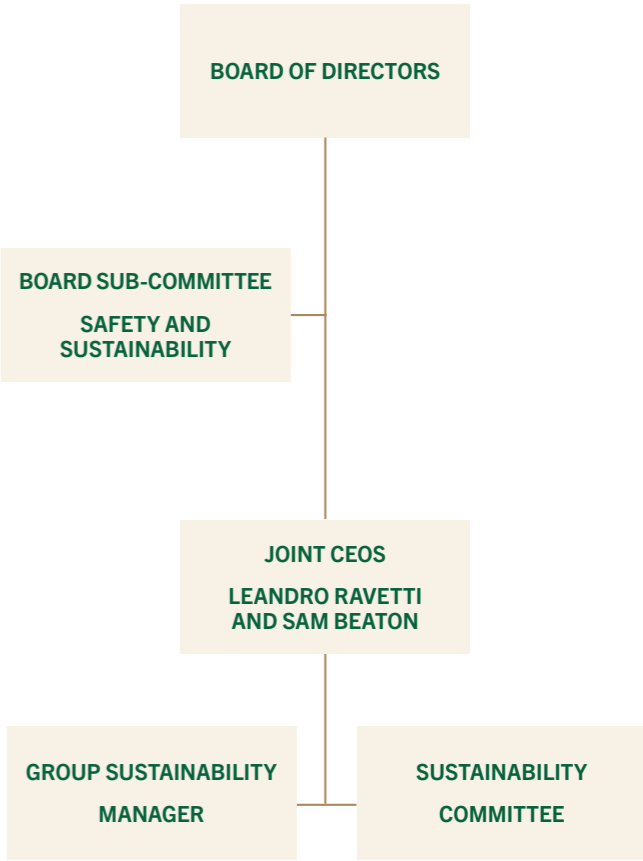 BOARD OF DIRECTORS
BOARD SUB-COMMITTEE
SAFETY AND
SUSTAINABILITY
JOINT CEOS
LEANDRO RAVETTI
AND SAM BEATON
GROUP SUSTAINABILITY
MANAGER
SUSTAINABILITY
COMMITTEE